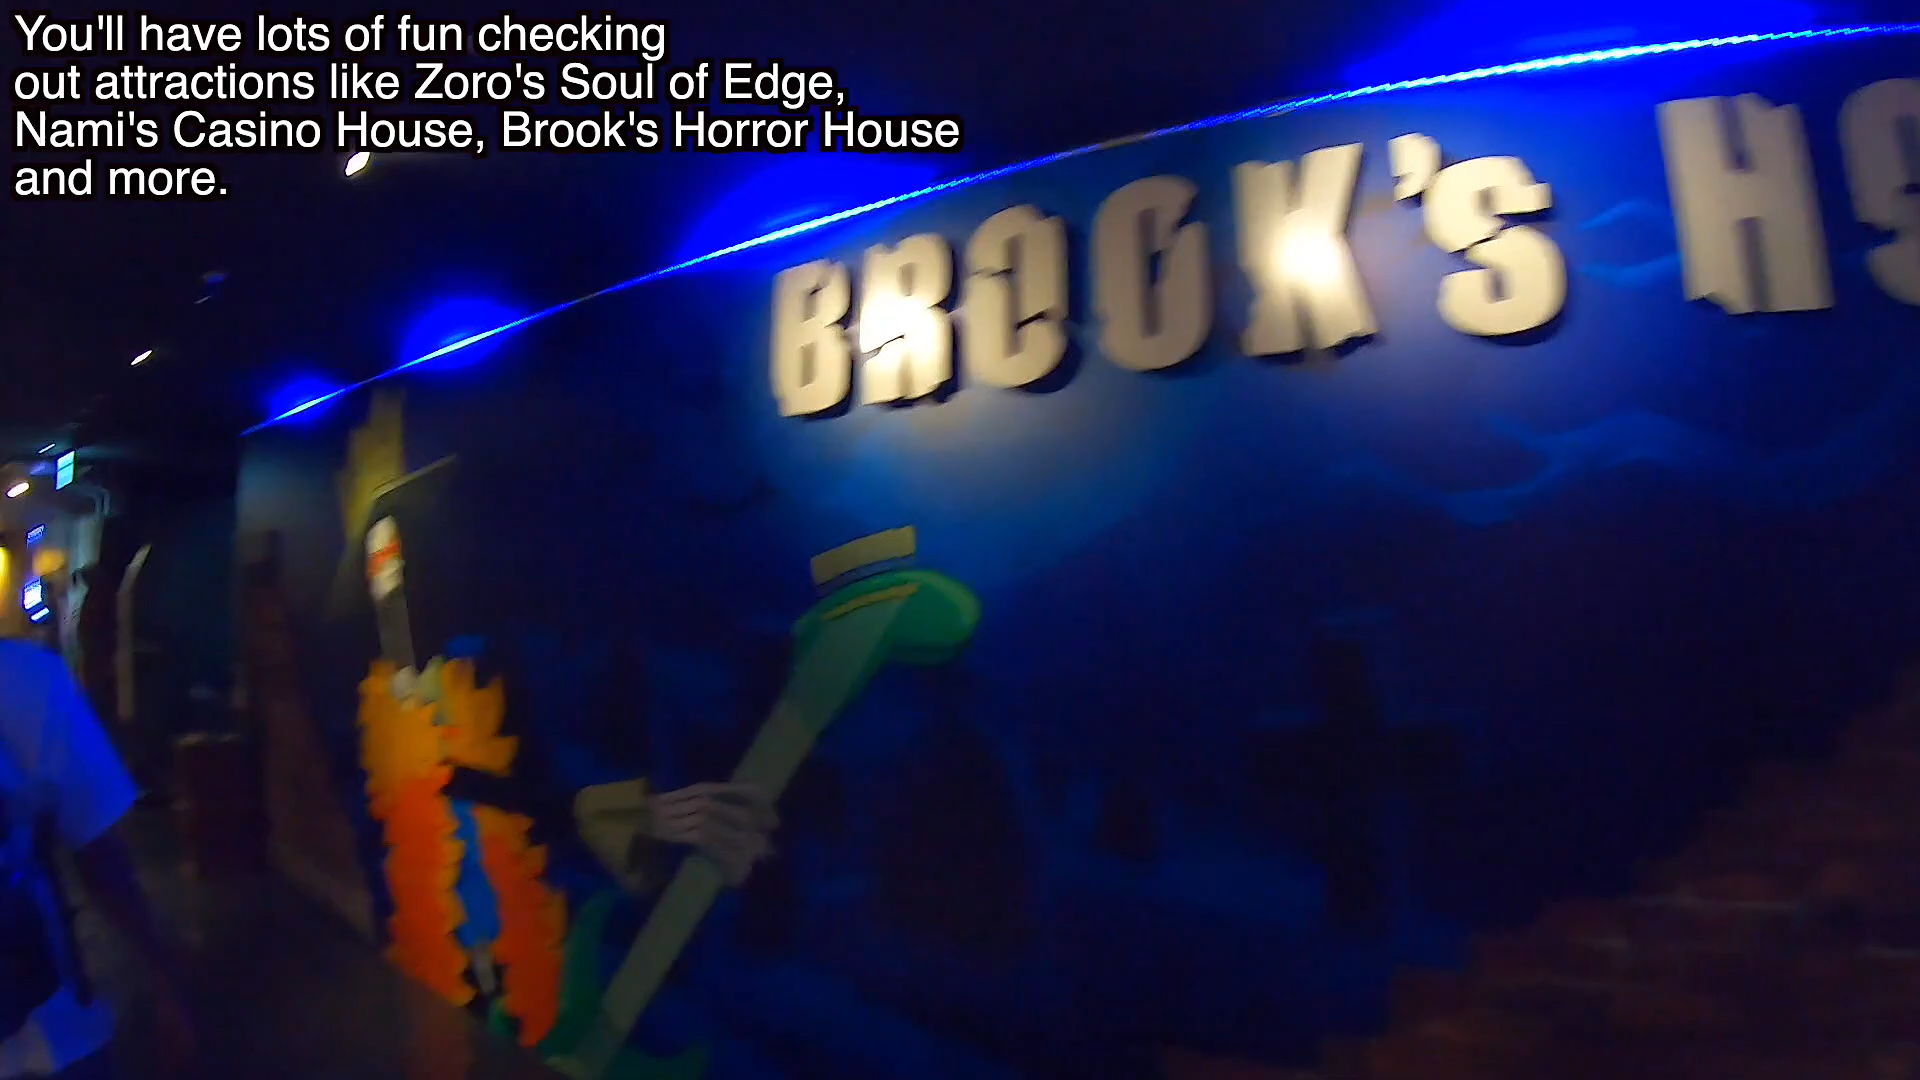 You'll have lots of fun checking
out attractions like Zoro's Soul of Edge,
Nami's Casino House, Brook's Horror House
and more.
BROOK's HO